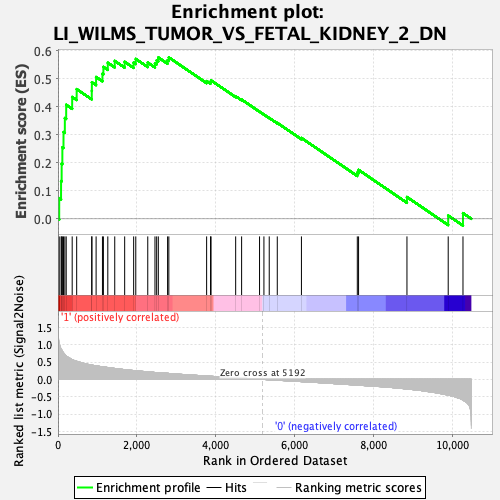 Enrichment plot:
LI_WILMS_TUMOR_VS_FETAL_KIDNEY_2_DN
Enrichment score (ES)
0.6
0.5
0.4
0.3
0.2
0.1
0.0
'1' (positively correlated)
Ranked list metric (Signal2Noise)
1.5
1.0
0.5
0.0
-0.5
-1.0
-1.5
Zero cross at 5192
'0' (negatively correlated)
0 2,000 4,000 6,000 8,000 10,000
Rank in Ordered Dataset
Enrichment profile Hits Ranking metric scores